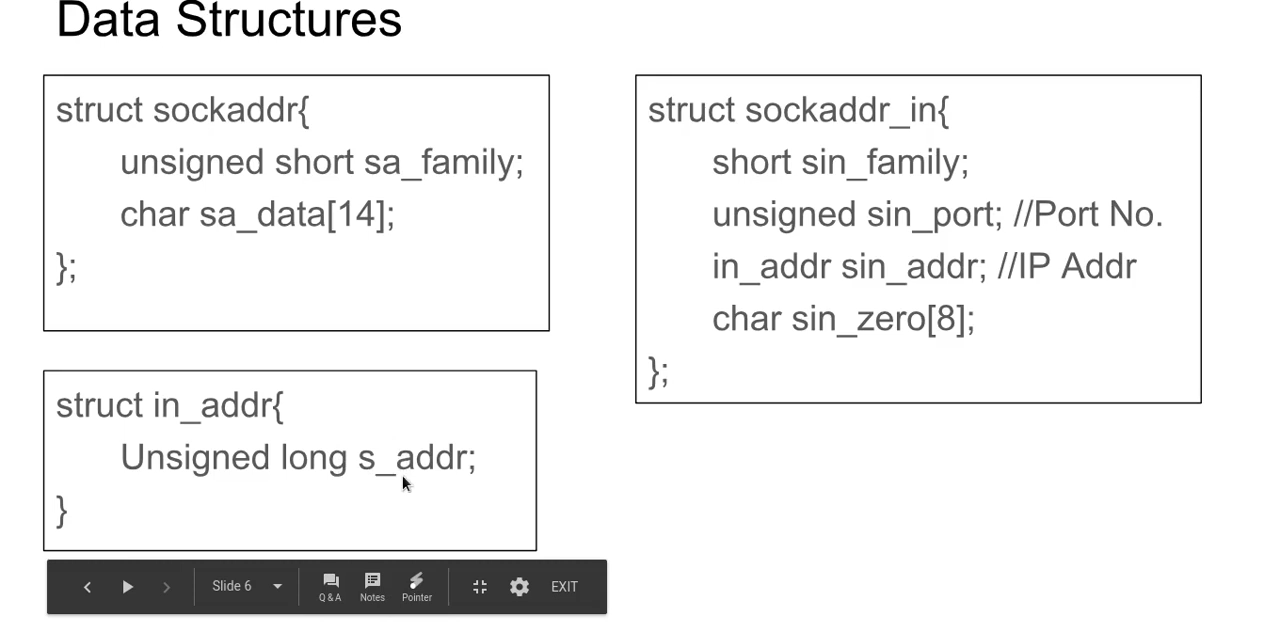 Data Structures
struct sockaddr{
unsigned short sa_family;
char sa_data[14];
};
struct in_addr{
Unsigned long s_addr;
}
struct sockaddr_in{
short sin_family;
unsigned sin_port; //Port No.
in_addr sin_addr; //IP Addr
char sin_zero[8];
};
Slide 6
Q & A
Notes
Pointer
EXIT